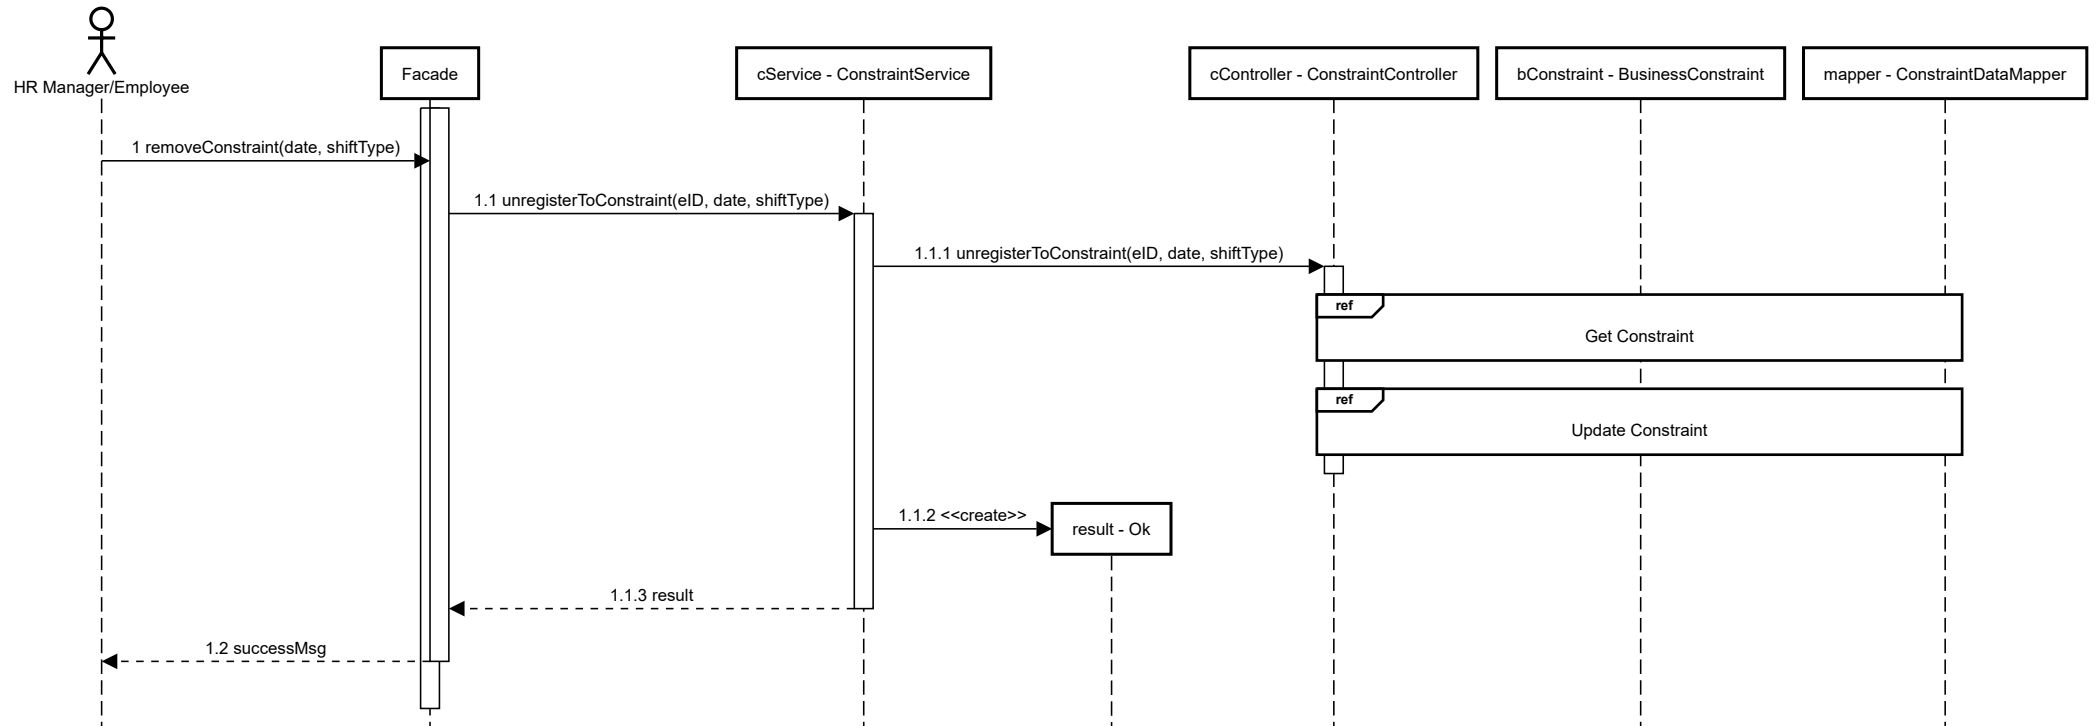 HR Manager/Employee
Facade
cService - ConstraintService
cController - ConstraintController
bConstraint - BusinessConstraint
mapper - ConstraintDataMapper
1 removeConstraint(date, shiftType)
1.1 unregisterToConstraint(eID, date, shiftType)
1.1.1 unregisterToConstraint(eID, date, shiftType)
ref
Get Constraint
ref
Update Constraint
1.1.2 <<create>>
result - Ok
1.1.3 result
1.2 successMsg